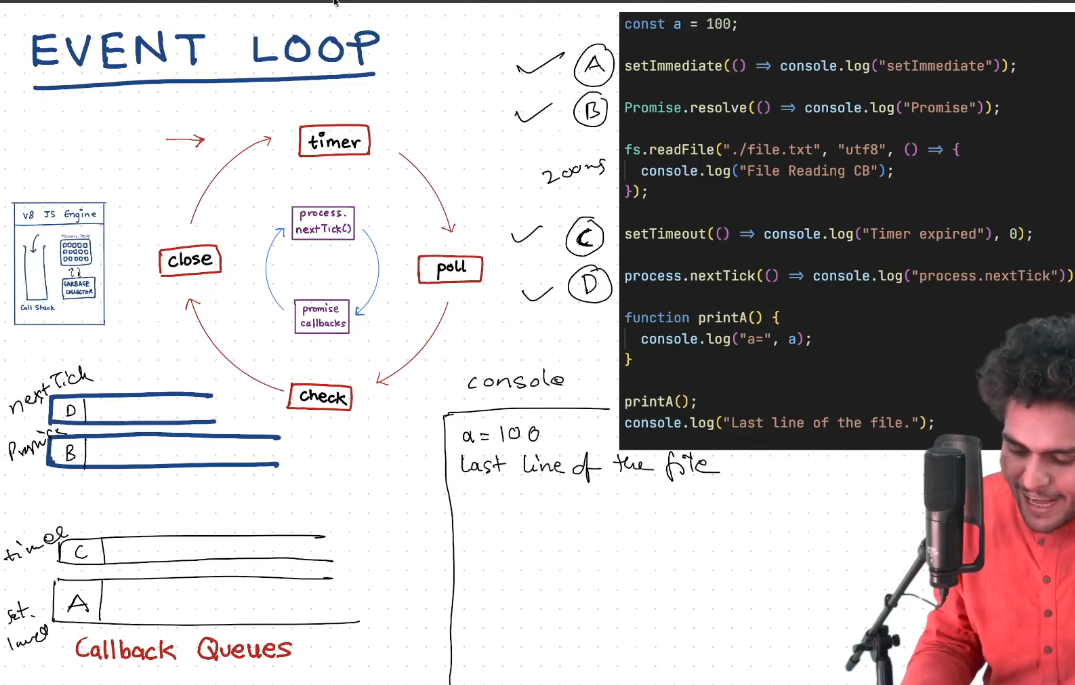 EVENT LOOP
timer
process.
nextTick()
close
poll
promise
callbacks
check
V8 JS Engine
Memory Heap
GARBAGE
COLLECTOR
Call Stack
nextTick
D
Promise
B
timer
C
set.
A
Callback Queues
A
B
200ms
C
D
console
a = 100
last line of the file
const a = 100;
setImmediate(() => console.log("setImmediate"));
Promise.resolve(() => console.log("Promise"));
fs.readFile("./file.txt", "utf8", () => {
console.log("File Reading CB");
});
setTimeout(() => console.log("Timer expired"), 0);
process.nextTick(() => console.log("process.nextTick"))
function printA() {
console.log("a=", a);
}
printA();
console.log("Last line of the file.");